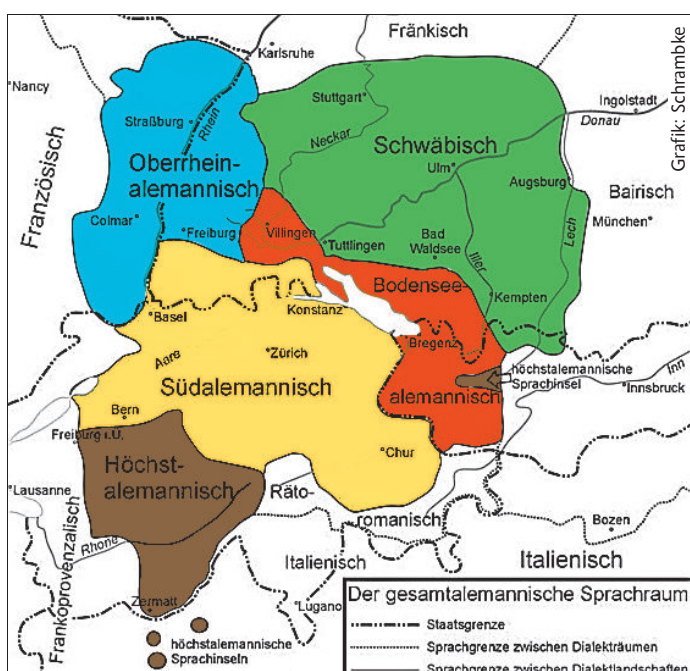 Grafik: Schrambke
Karlsruhe
Fränkisch
Nancy
Stuttgart
Ingolstadt
Straßburg
Rhein
Neckar
Donau
Schwäbisch
Ulm
Oberrhein-
alemannisch
Augsburg
Bairisch
Französisch
Colmar
Freiburg
Villingen
Tuttlingen
Bad
Waldsee
Iller
Lech
München
Bodensee-
alemannisch
Kempten
Konstanz
Basel
Bregenz
Aare
Zürich
höchstalemannische
Sprachinsel
Inn
Innsbruck
Südalemannisch
Bern
Freiburg i.Ü.
Chur
Höchst-
alemannisch
Lausanne
Räto-
romanisch
Rhone
Bozen
Frankoprovenzalisch
Italienisch
Italienisch
Zermatt
Lugano
höchstalemannische
Sprachinseln
Der gesamtalemannische Sprachraum
Staatsgrenze
Sprachgrenze zwischen Dialekträumen
Sprachgrenze zwischen Dialektlandschaften